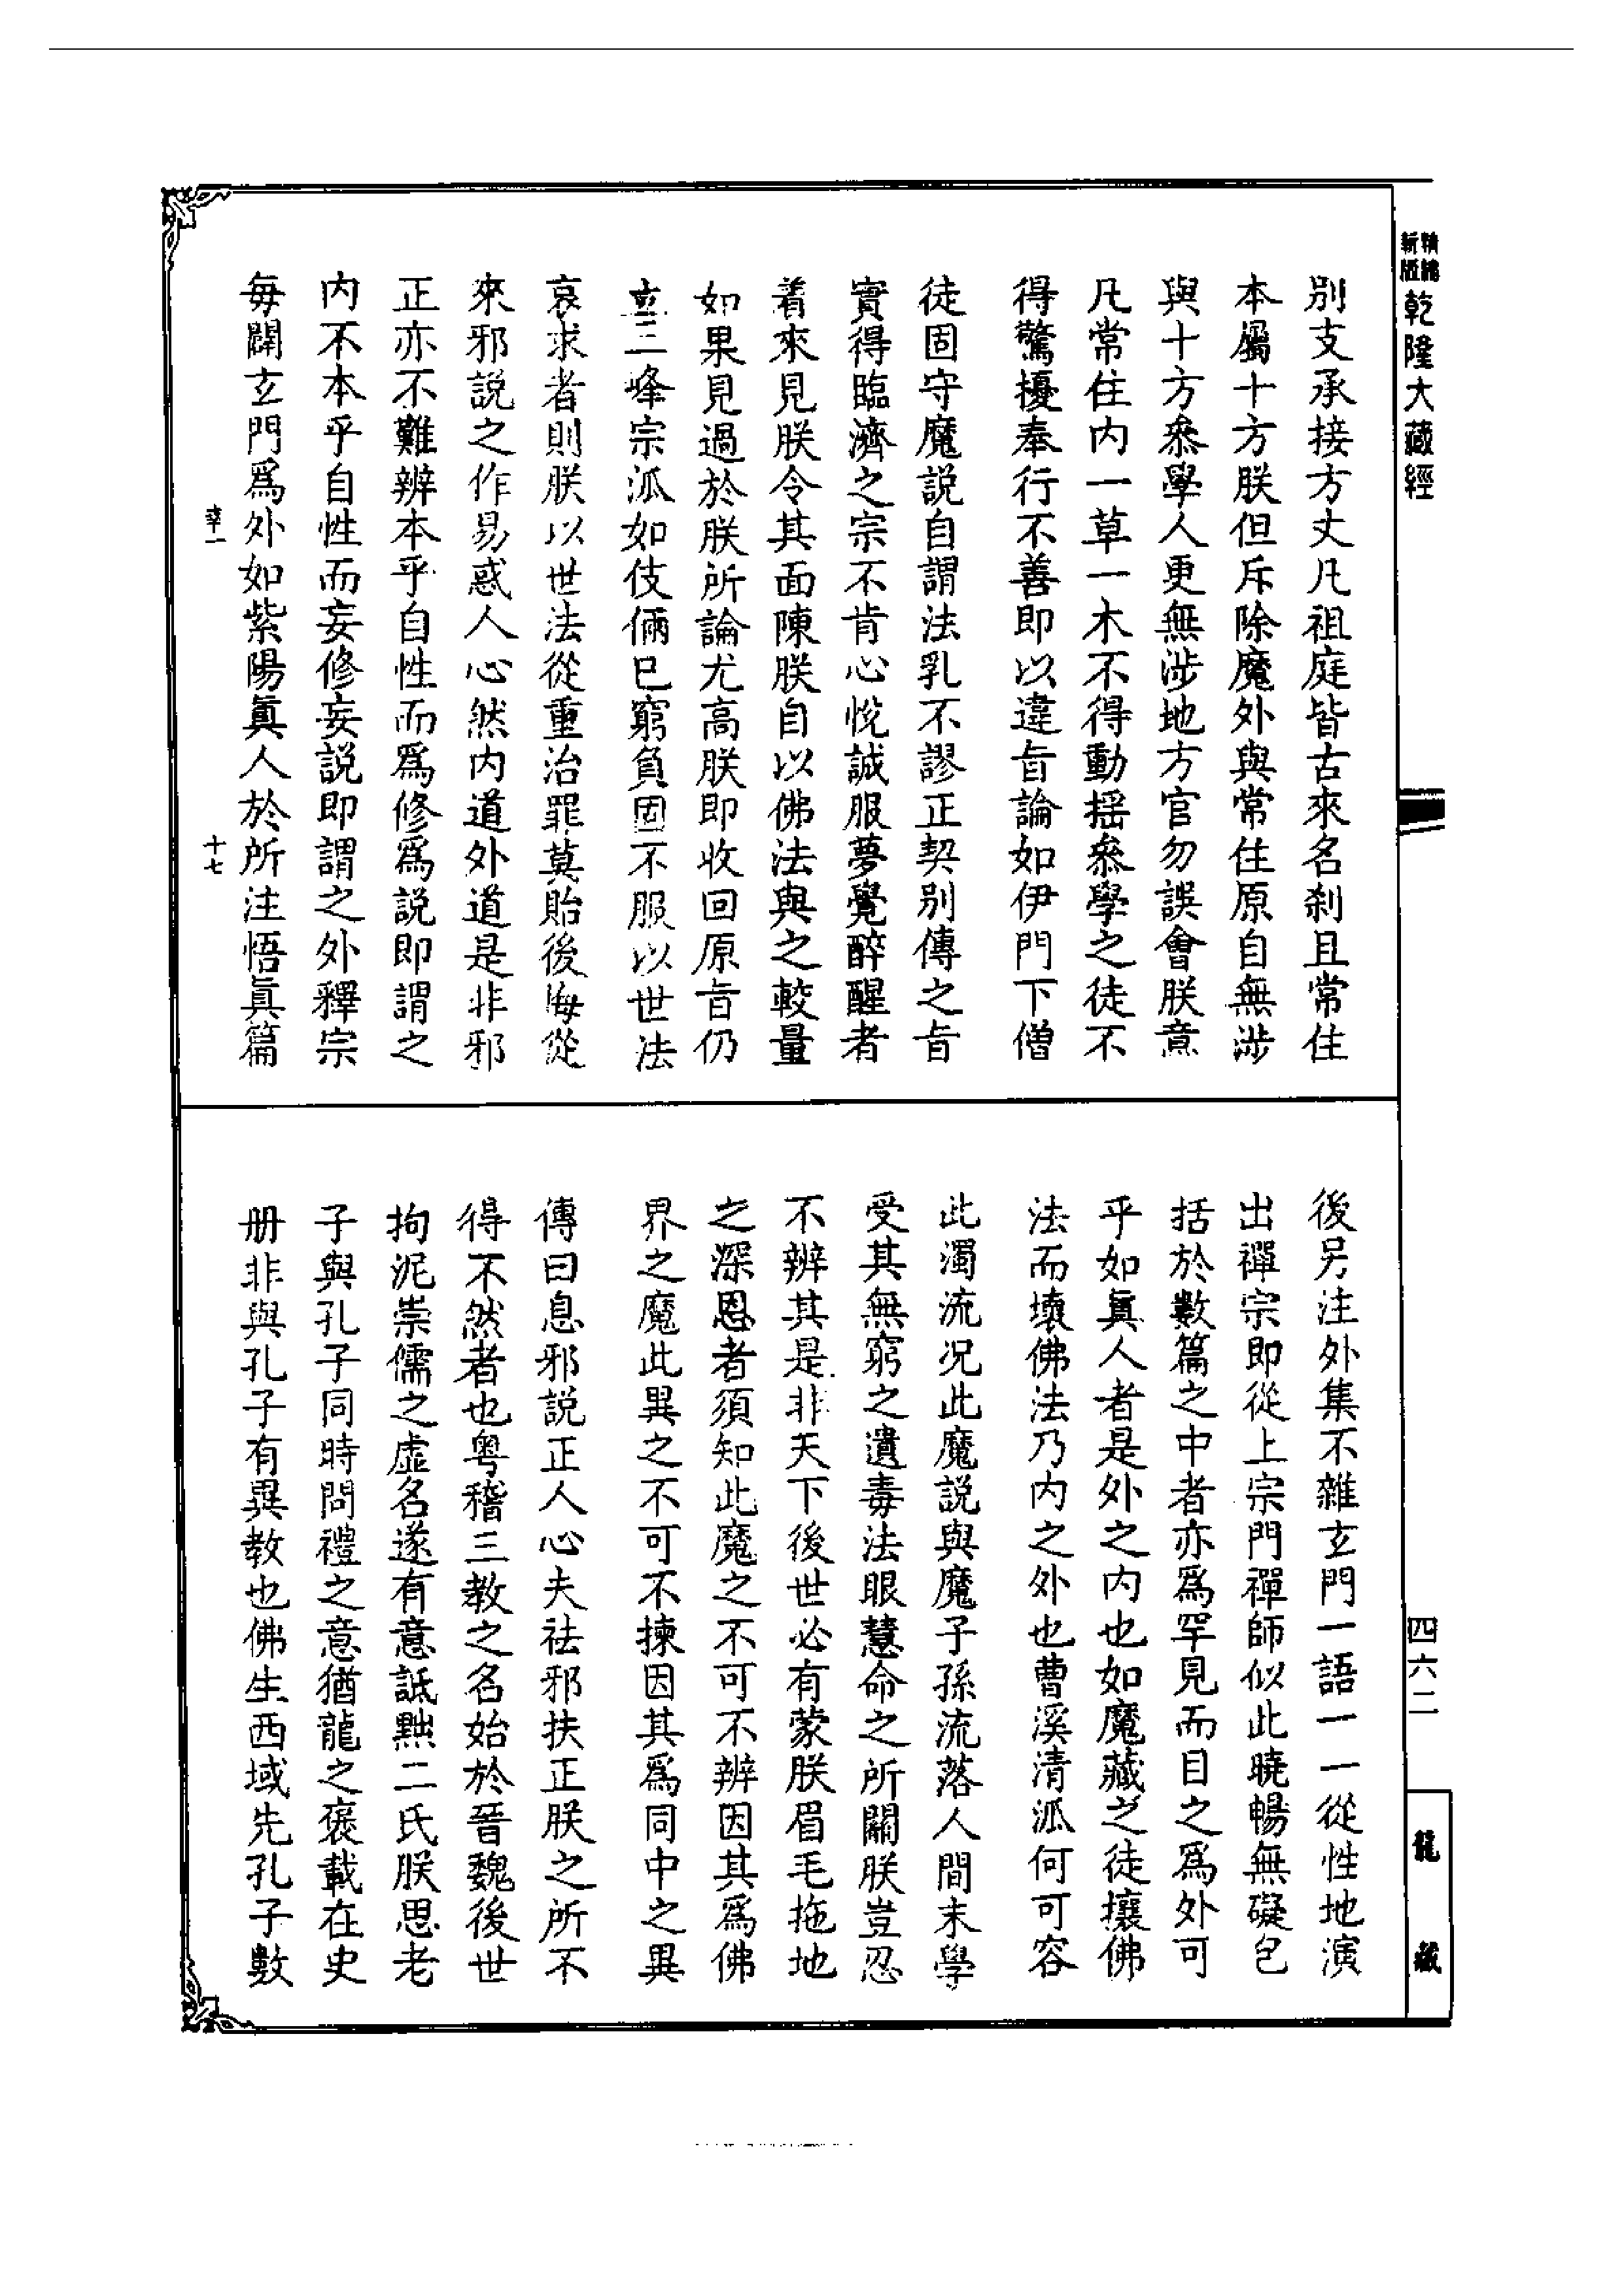 精編新版
乾隆大藏經
別支承接方丈凡祖庭皆古來名刹且常住
本屬十方朕但斥除魔外與常住原自無涉
與十方叅學人更無涉地方官勿誤會朕意
凡常住内一草一木不得動揺叅學之徒不
得驚擾奉行不善即以違㫖論如伊門下僧
徒固守魔説自謂法乳不謬正契别傳之㫖
實得臨濟之宗不肯心悅誠服夢覺醉醒者
着來見朕令其面陳朕自以佛法與之較量
如果見過於朕所論尤高朕即收回原㫖仍
立三峰宗派如伎倆已窮負固不服以世法
哀求者則朕以世法從重治罪莫貽後悔從
來邪説之作易惑人心然内道外道是非邪
正亦不難辨本乎自性而爲修爲説即謂之
内不本乎自性而妄修妄説即謂之外釋宗
毎闢玄門爲外如紫陽眞人於所注悟眞篇
十七
後另注外集不雜玄門一語一一從性地演
出禪宗即從上宗門禪師似此曉暢無礙包
括於數篇之中者亦爲罕見而目之爲外可
乎如眞人者是外之内也如魔藏之徒攘佛
法而壞佛法乃内之外也曹溪清派何可容
此濁流况此魔説與魔子孫流落人間末學
受其無窮之遺毒法眼慧命之所關朕豈忍
不辨其是非天下後世必有蒙朕眉毛拖地
之深恩者須知此魔之不可不辨因其爲佛
界之魔此異之不可不揀因其爲同中之異
傳曰息邪説正人心夫祛邪扶正朕之所不
得不然者也粤稽三教之名始於晉魏後世
拘泥崇儒之虛名遂有意詆黜二氏朕思老
子與孔子同時問禮之意猶龍之褒載在史
册非與孔子有異教也佛生西域先孔子數
四六二
龍藏